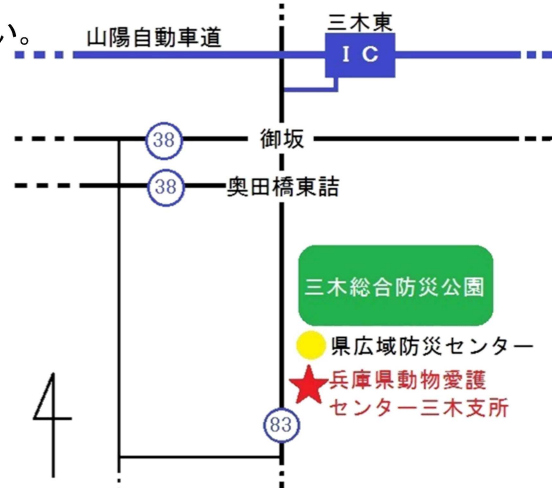 い。
三木東
山陽自動車道
ＩＣ
38
御坂
38
奥田橋東詰
三木総合防災公園
県広域防災センター
兵庫県動物愛護
センター三木支所
83